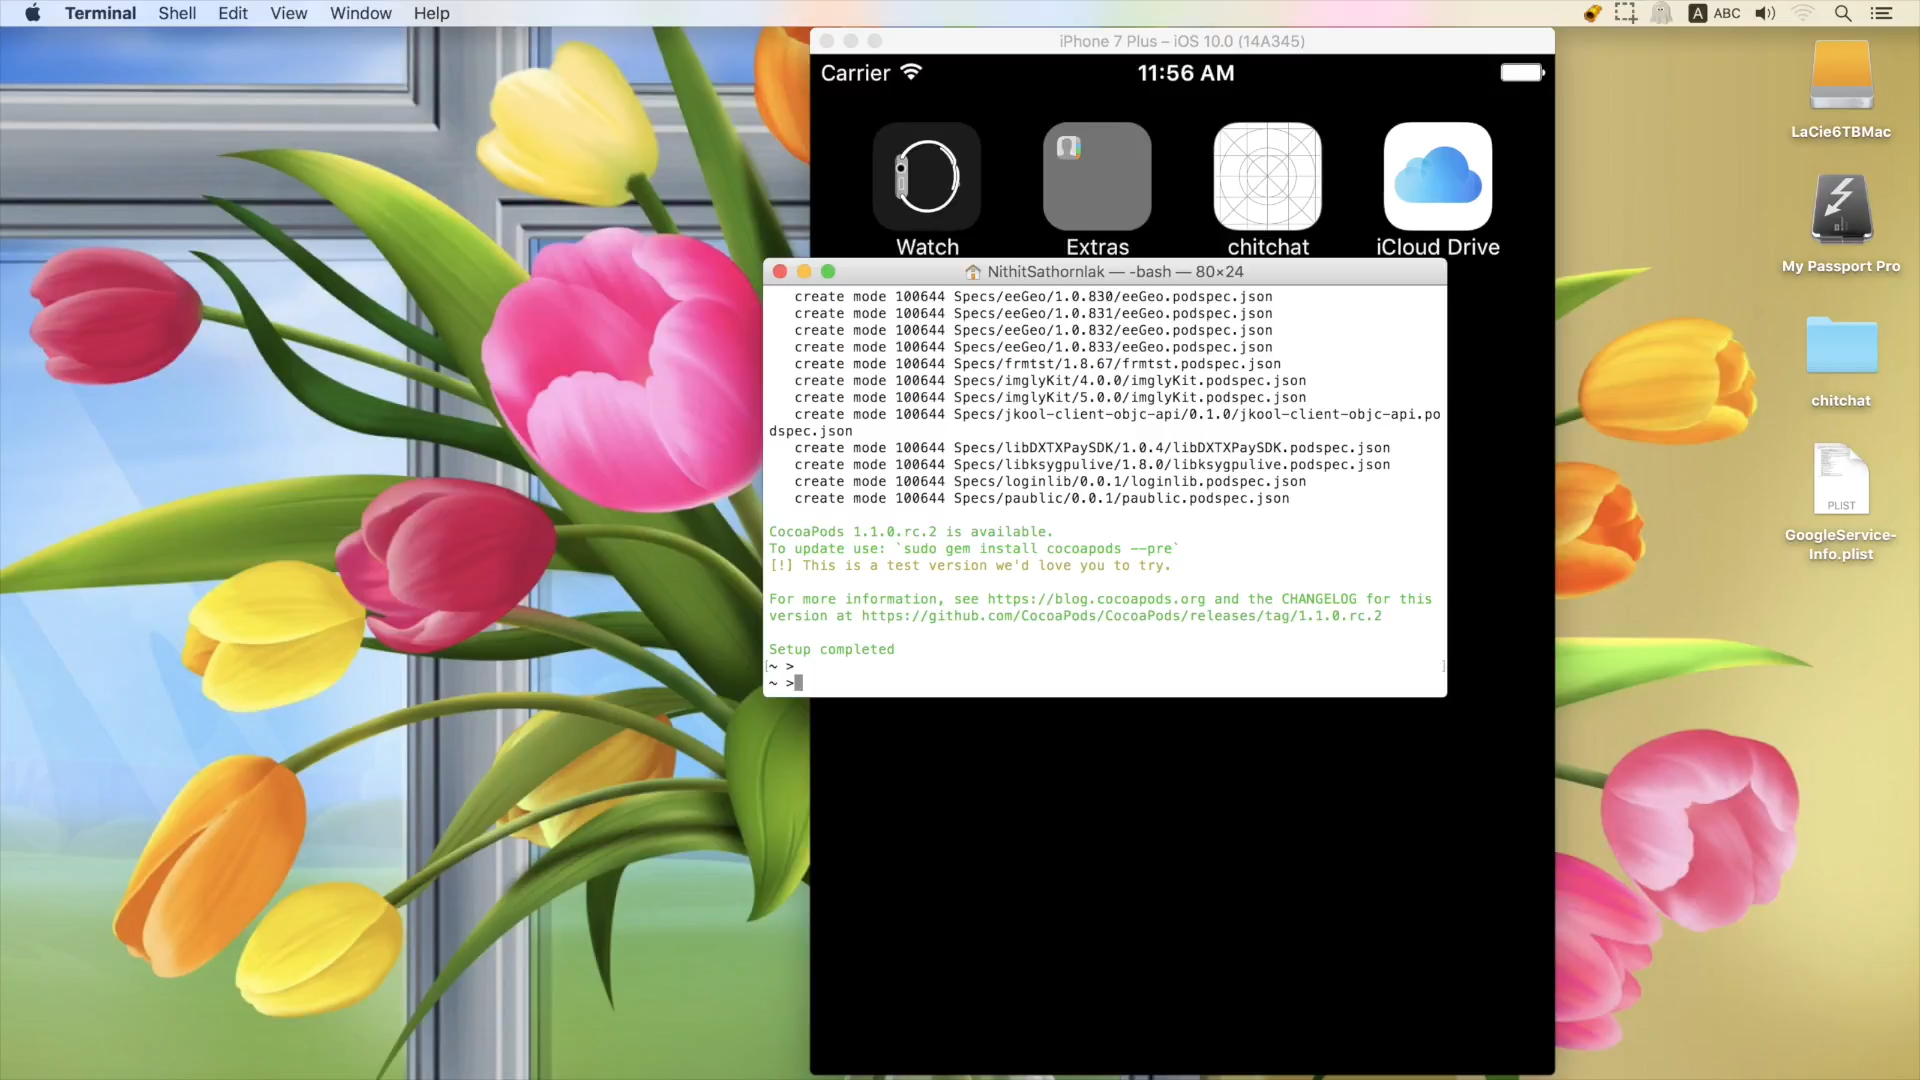 Terminal Shell Edit View Window Help
A ABC
iPhone 7 Plus – iOS 10.0 (14A345)
Carrier 11:56 AM
Watch Extras chitchat iCloud Drive
LaCie6TBMac
My Passport Pro
chitchat
PLIST
GoogleService-
Info.plist
NithitSathornlak — -bash — 80×24
create mode 100644 Specs/eeGeo/1.0.830/eeGeo.podspec.json
create mode 100644 Specs/eeGeo/1.0.831/eeGeo.podspec.json
create mode 100644 Specs/eeGeo/1.0.832/eeGeo.podspec.json
create mode 100644 Specs/eeGeo/1.0.833/eeGeo.podspec.json
create mode 100644 Specs/frmtst/1.8.67/frmtst.podspec.json
create mode 100644 Specs/imglyKit/4.0.0/imglyKit.podspec.json
create mode 100644 Specs/imglyKit/5.0.0/imglyKit.podspec.json
create mode 100644 Specs/jkool-client-objc-api/0.1.0/jkool-client-objc-api.po
dspec.json
create mode 100644 Specs/libDXTXPaySDK/1.0.4/libDXTXPaySDK.podspec.json
create mode 100644 Specs/libksygpulive/1.8.0/libksygpulive.podspec.json
create mode 100644 Specs/loginlib/0.0.1/loginlib.podspec.json
create mode 100644 Specs/paublic/0.0.1/paublic.podspec.json
CocoaPods 1.1.0.rc.2 is available.
To update use: `sudo gem install cocoapods --pre`
[!] This is a test version we'd love you to try.
For more information, see https://blog.cocoapods.org and the CHANGELOG for this
version at https://github.com/CocoaPods/CocoaPods/releases/tag/1.1.0.rc.2
Setup completed
[~ > ]
~ >